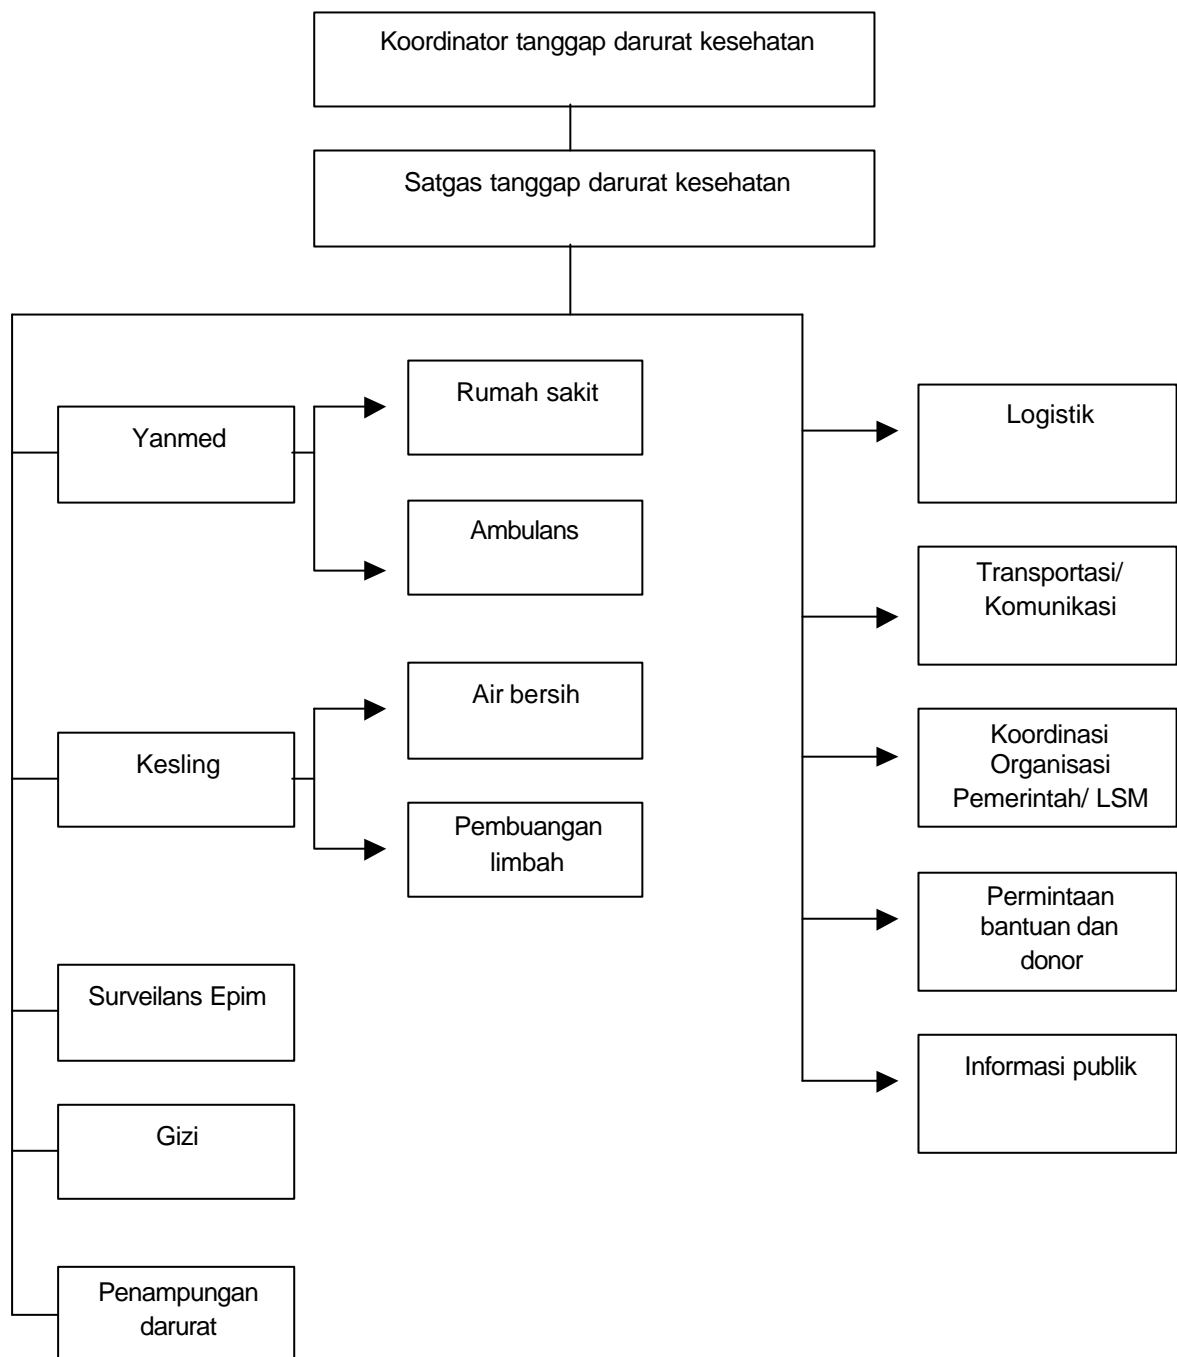 Koordinator tanggap darurat kesehatan
Satgas tanggap darurat kesehatan
Yanmed
Rumah sakit
Ambulans
Kesling
Air bersih
Pembuangan
limbah
Surveilans Epim
Gizi
Penampungan
darurat
Logistik
Transportasi/
Komunikasi
Koordinasi
Organisasi
Pemerintah/ LSM
Permintaan
bantuan dan
donor
Informasi publik